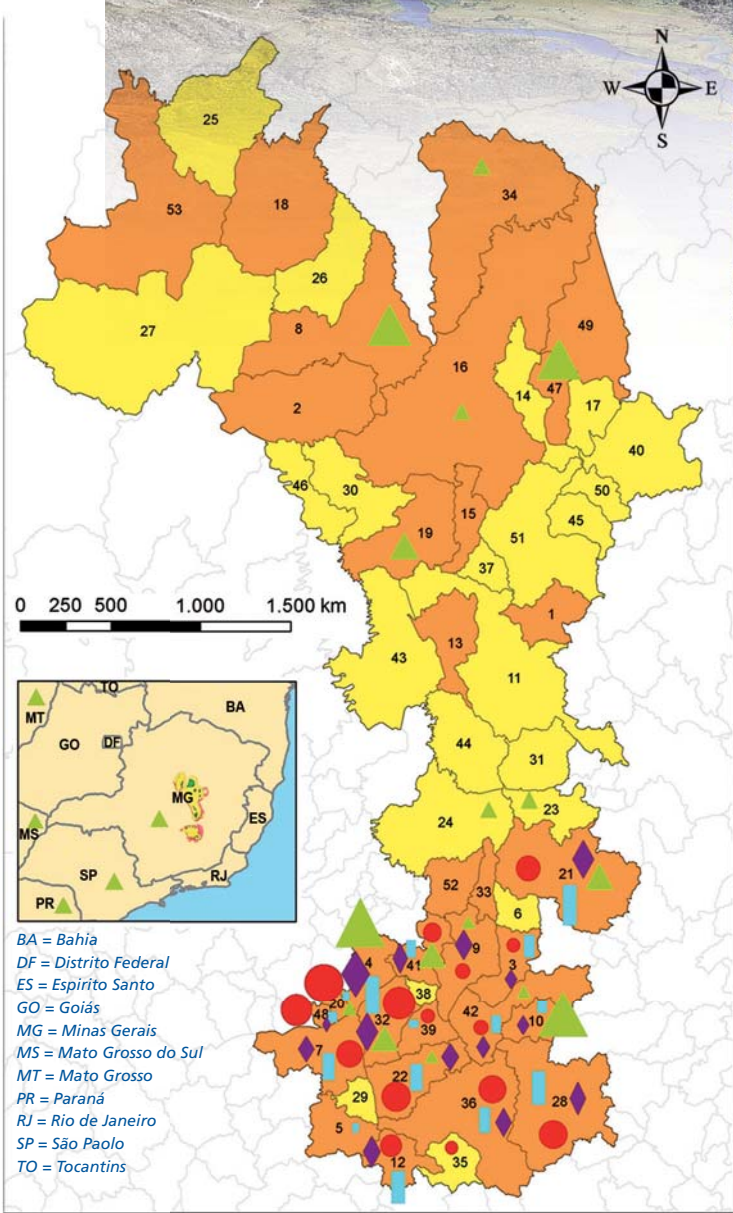 N
W E
S
25
34
53
18
26
27
8
49
16
14
47
17
2
40
46
30
50
15
45
19
51
37
0 250 500 1.000 1.500 km
1
13
43
11
44
31
TO
BA
MT
GO
DF
MG
ES
MS
SP
RJ
PR
24
23
21
52
33
6
9
4
41
3
38
20
48
32
39
42
10
7
22
29
36
28
5
12
35
BA = Bahia
DF = Distrito Federal
ES = Espirito Santo
GO = Goiás
MG = Minas Gerais
MS = Mato Grosso do Sul
MT = Mato Grosso
PR = Paraná
RJ = Rio de Janeiro
SP = São Paolo
TO = Tocantins